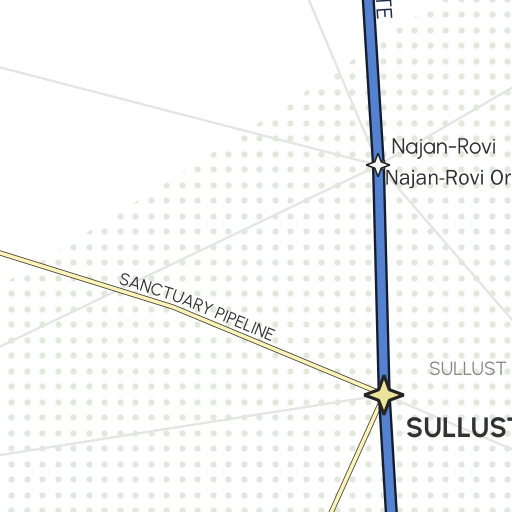 TE
Najan-Rovi
Najan-Rovi Or
SANCTUARY PIPELINE
SULLUST
SULLUST